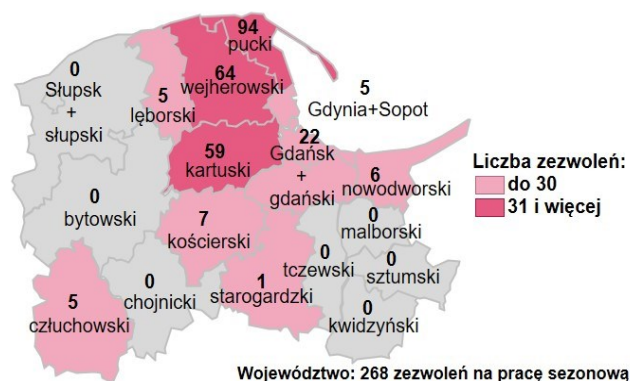 94
pucki
0
Słupsk
+
słupski
64
wejherowski
5
lęborski
5
Gdynia+Sopot
22
Gdańsk
+
gdański
59
kartuski
6
nowodworski
Liczba zezwoleń:
do 30
31 i więcej
0
bytowski
7
kościerski
0
malborski
0
tczewski
0
sztumski
5
człuchowski
0
chojnicki
1
starogardzki
0
kwidzyński
Województwo: 268 zezwoleń na pracę sezonową